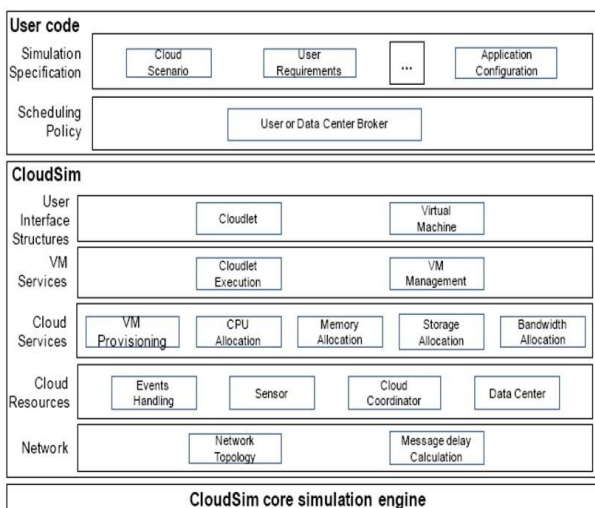 User code
Simulation
Specification
Cloud
Scenario
User
Requirements
...
Application
Configuration
Scheduling
Policy
User or Data Center Broker
CloudSim
User
Interface
Structures
Cloudlet
Virtual
Machine
VM
Services
Cloudlet
Execution
VM
Management
Cloud
Services
VM
Provisioning
CPU
Allocation
Memory
Allocation
Storage
Allocation
Bandwidth
Allocation
Cloud
Resources
Events
Handling
Sensor
Cloud
Coordinator
Data Center
Network
Network
Topology
Message delay
Calculation
CloudSim core simulation engine